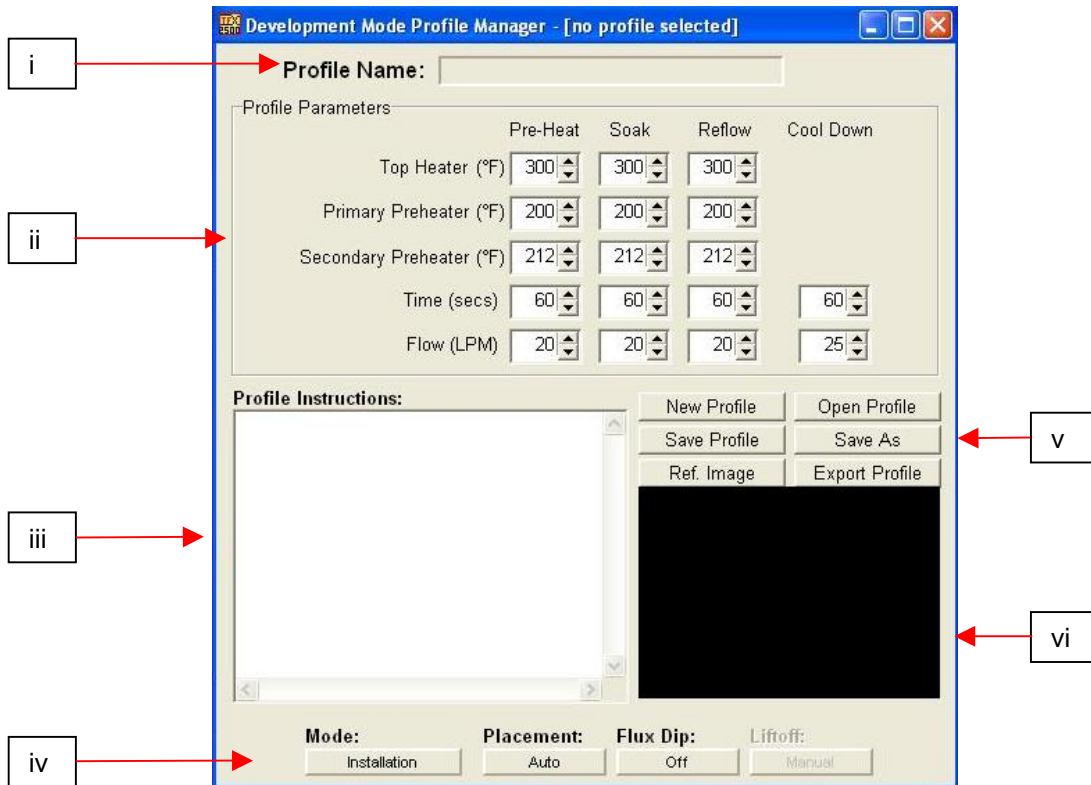 TFX 2500 Development Mode Profile Manager - [no profile selected]
i
Profile Name:
Profile Parameters
Pre-Heat Soak Reflow Cool Down
Top Heater (°F) 300 300 300
ii
Primary Preheater (°F) 200 200 200
Secondary Preheater (°F) 212 212 212
Time (secs) 60 60 60 60
Flow (LPM) 20 20 20 25
Profile Instructions:
New Profile Open Profile
Save Profile Save As
v
Ref. Image Export Profile
iii
vi
Mode: Placement: Flux Dip: Liftoff:
iv
Installation Auto Off Manual